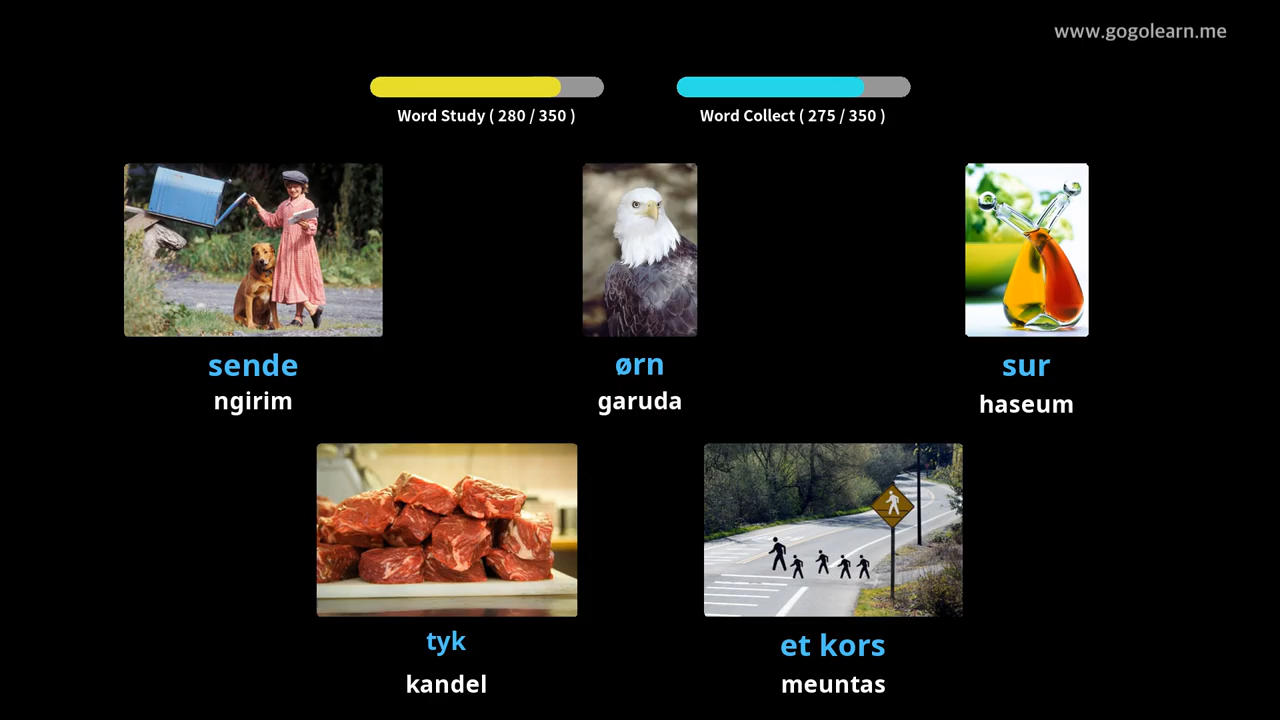 www.gogolearn.me
Word Study ( 280 / 350 )
Word Collect ( 275 / 350 )
sende
ngirim
ørn
garuda
sur
haseum
tyk
kandel
et kors
meuntas